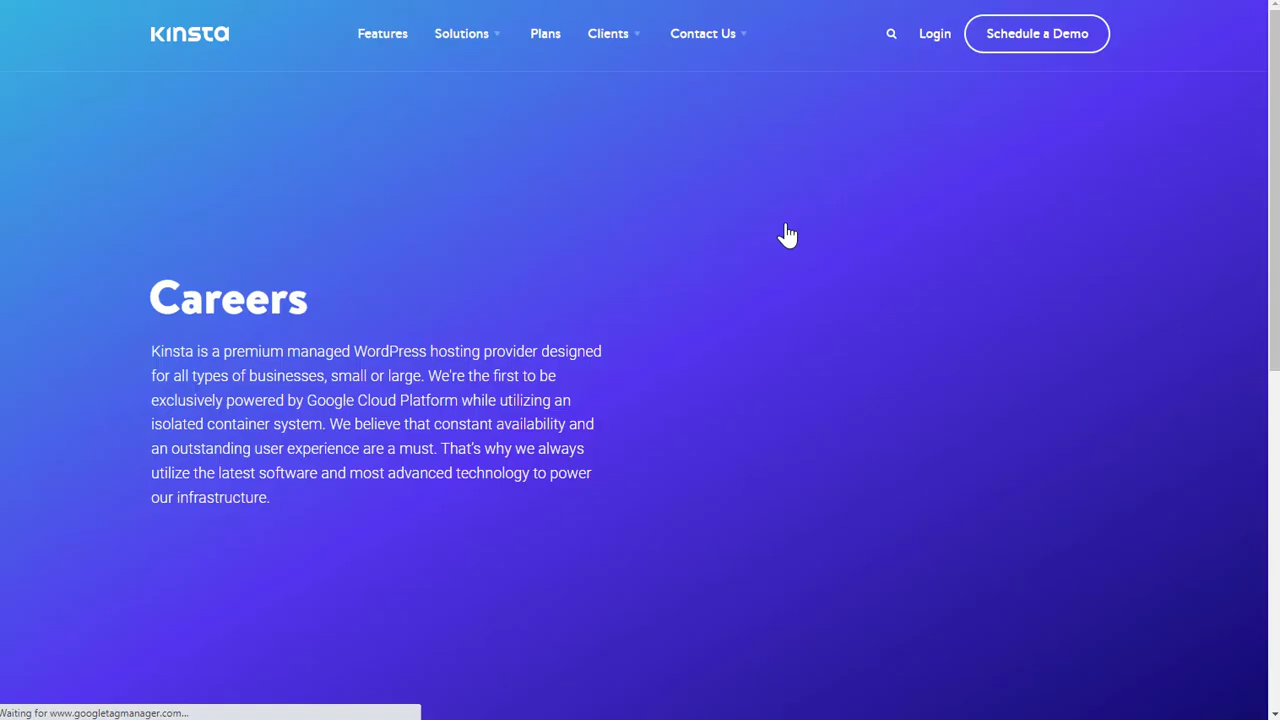 KINSTA
Features
Solutions
Plans
Clients
Contact Us
Login
Schedule a Demo
Careers
Kinsta is a premium managed WordPress hosting provider designed
for all types of businesses, small or large. We're the first to be
exclusively powered by Google Cloud Platform while utilizing an
isolated container system. We believe that constant availability and
an outstanding user experience are a must. That's why we always
utilize the latest software and most advanced technology to power
our infrastructure.
Waiting for www.googletagmanager.com...